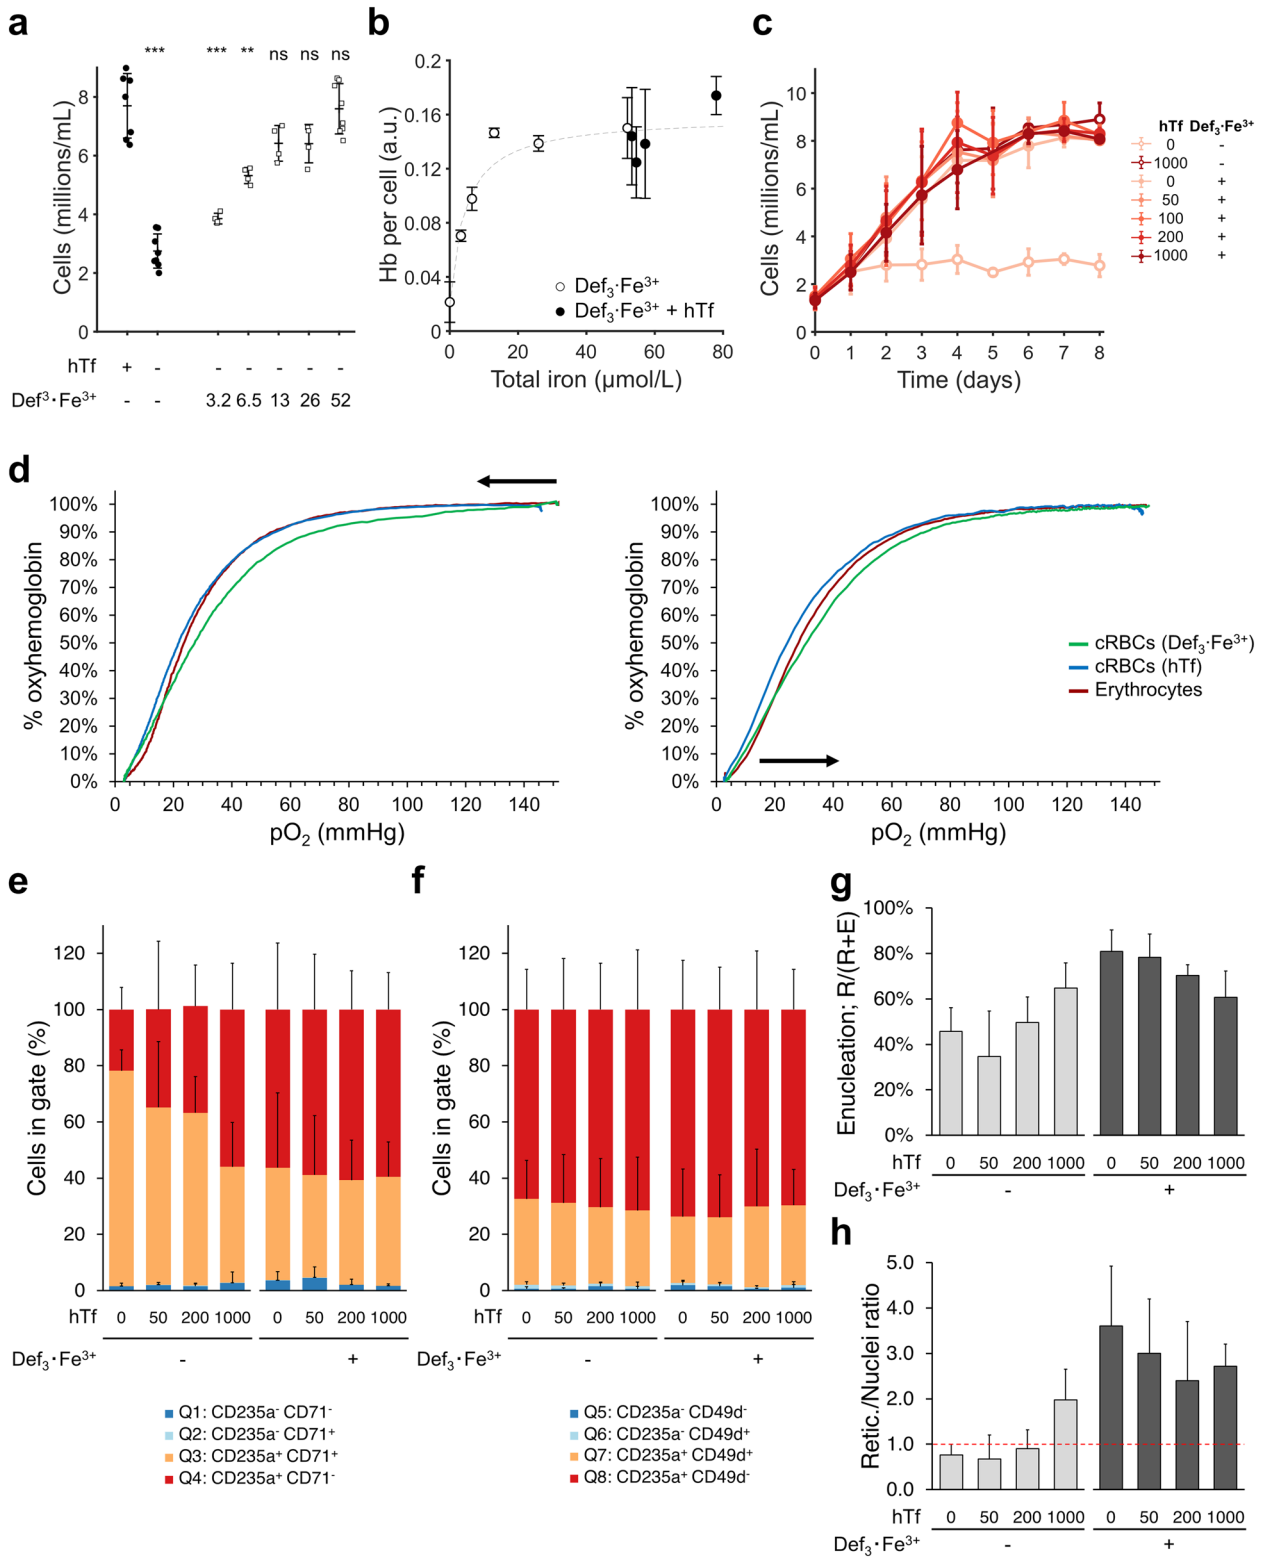 a
*** *** ** ns ns ns
Cells (millions/mL)
8
6
4
2
0
hTf + - - - - - -
Def³·Fe³⁺ - - 3.2 6.5 13 26 52
b
Hb per cell (a.u.)
0.2
0.16
0.12
0.08
0.04
0
○ Def₃·Fe³⁺
● Def₃·Fe³⁺ + hTf
0 20 40 60 80
Total iron (μmol/L)
c
Cells (millions/mL)
10
8
6
4
2
0
0 1 2 3 4 5 6 7 8
Time (days)
hTf Def₃·Fe³⁺
0 -
1000 -
0 +
50 +
100 +
200 +
1000 +
d
% oxyhemoglobin
100%
90%
80%
70%
60%
50%
40%
30%
20%
10%
0%
0 20 40 60 80 100 120 140
pO₂ (mmHg)
% oxyhemoglobin
100%
90%
80%
70%
60%
50%
40%
30%
20%
10%
0%
0 20 40 60 80 100 120 140
pO₂ (mmHg)
cRBCs (Def₃·Fe³⁺)
cRBCs (hTf)
Erythrocytes
e
Cells in gate (%)
120
100
80
60
40
20
0
hTf 0 50 200 1000 0 50 200 1000
Def₃·Fe³⁺ - +
Q1: CD235a⁻ CD71⁻
Q2: CD235a⁻ CD71⁺
Q3: CD235a⁺ CD71⁺
Q4: CD235a⁺ CD71⁻
f
Cells in gate (%)
120
100
80
60
40
20
0
hTf 0 50 200 1000 0 50 200 1000
Def₃·Fe³⁺ - +
Q5: CD235a⁻ CD49d⁻
Q6: CD235a⁻ CD49d⁺
Q7: CD235a⁺ CD49d⁺
Q8: CD235a⁺ CD49d⁻
g
Enucleation; R/(R+E)
100%
80%
60%
40%
20%
0%
hTf 0 50 200 1000 0 50 200 1000
Def₃·Fe³⁺ - +
h
Retic./Nuclei ratio
5.0
4.0
3.0
2.0
1.0
0.0
hTf 0 50 200 1000 0 50 200 1000
Def₃·Fe³⁺ - +